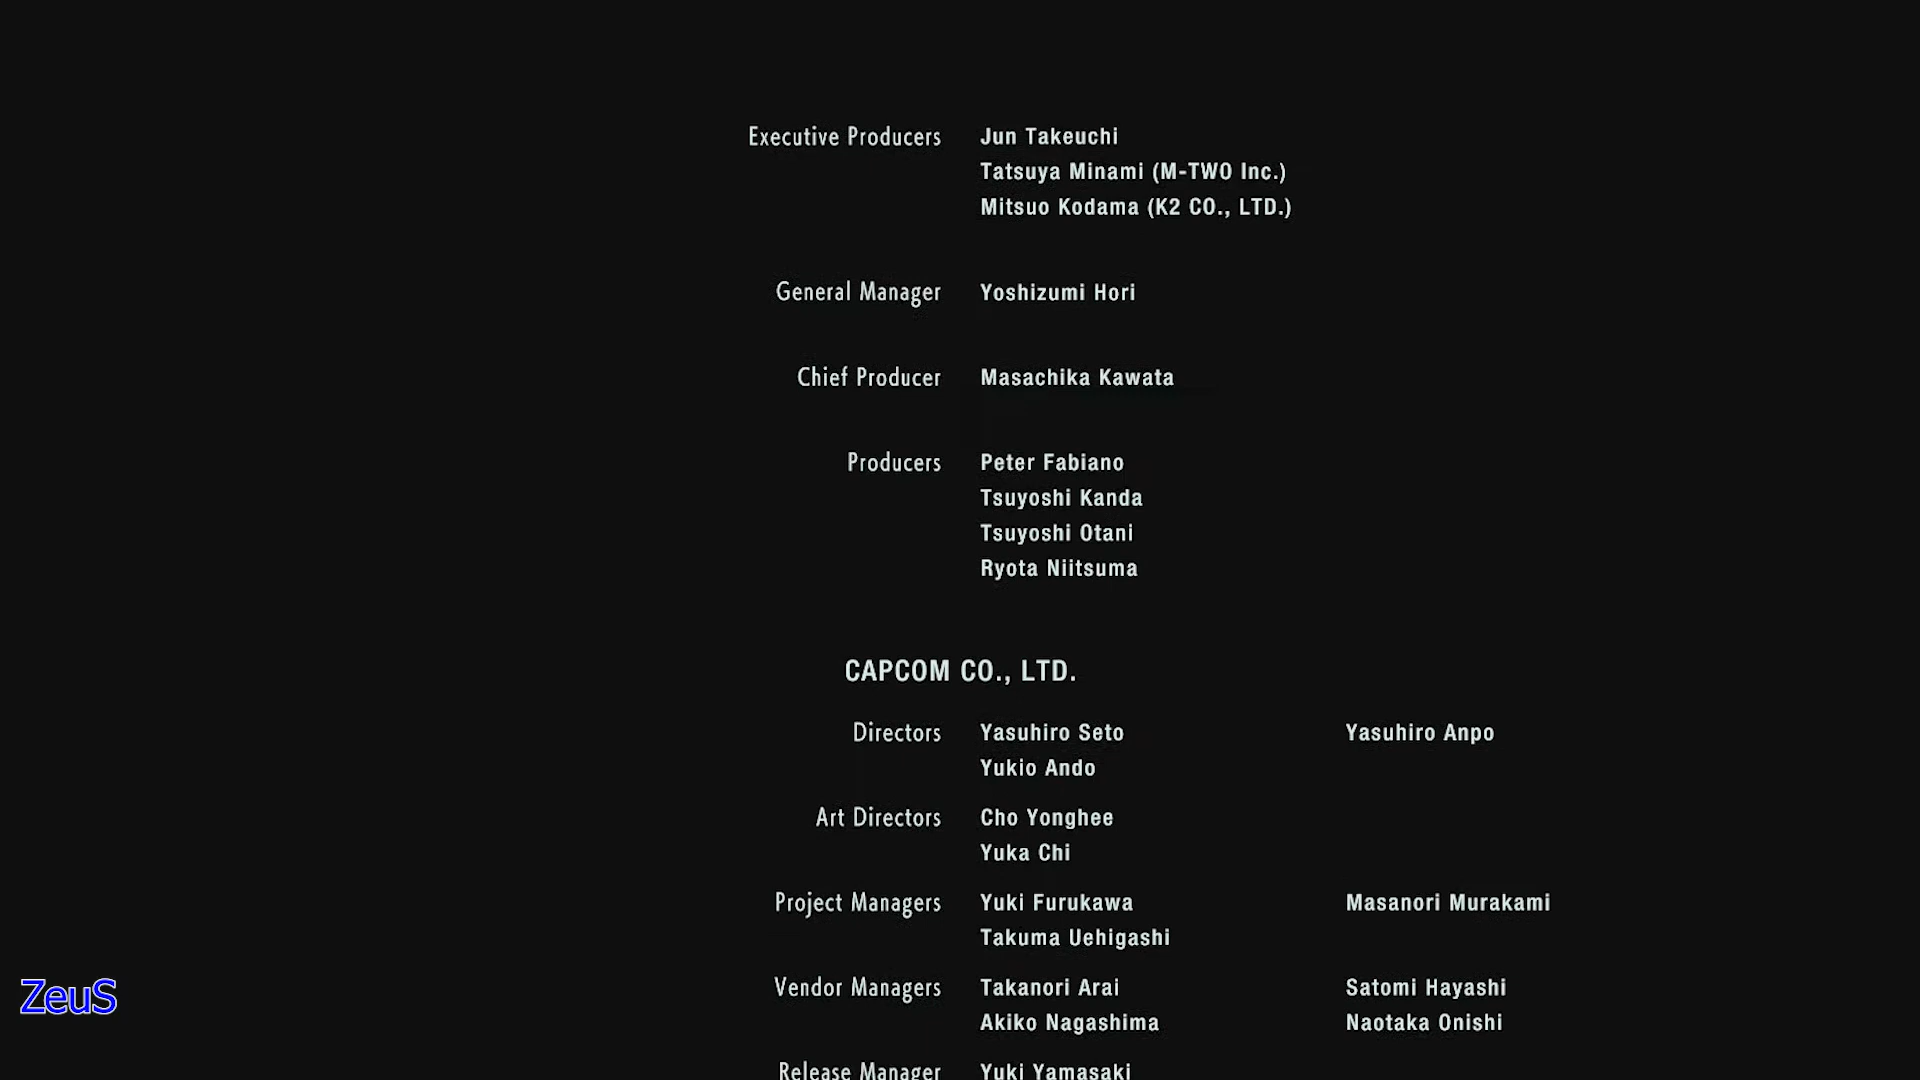 Executive Producers Jun Takeuchi
Tatsuya Minami (M-TWO Inc.)
Mitsuo Kodama (K2 CO., LTD.)
General Manager Yoshizumi Hori
Chief Producer Masachika Kawata
Producers Peter Fabiano
Tsuyoshi Kanda
Tsuyoshi Otani
Ryota Niitsuma
CAPCOM CO., LTD.
Directors Yasuhiro Seto Yasuhiro Anpo
Yukio Ando
Art Directors Cho Yonghee
Yuka Chi
Project Managers Yuki Furukawa Masanori Murakami
Takuma Uehigashi
Vendor Managers Takanori Arai Satomi Hayashi
Akiko Nagashima Naotaka Onishi
ZeuS
Release Manager Yuki Yamasaki